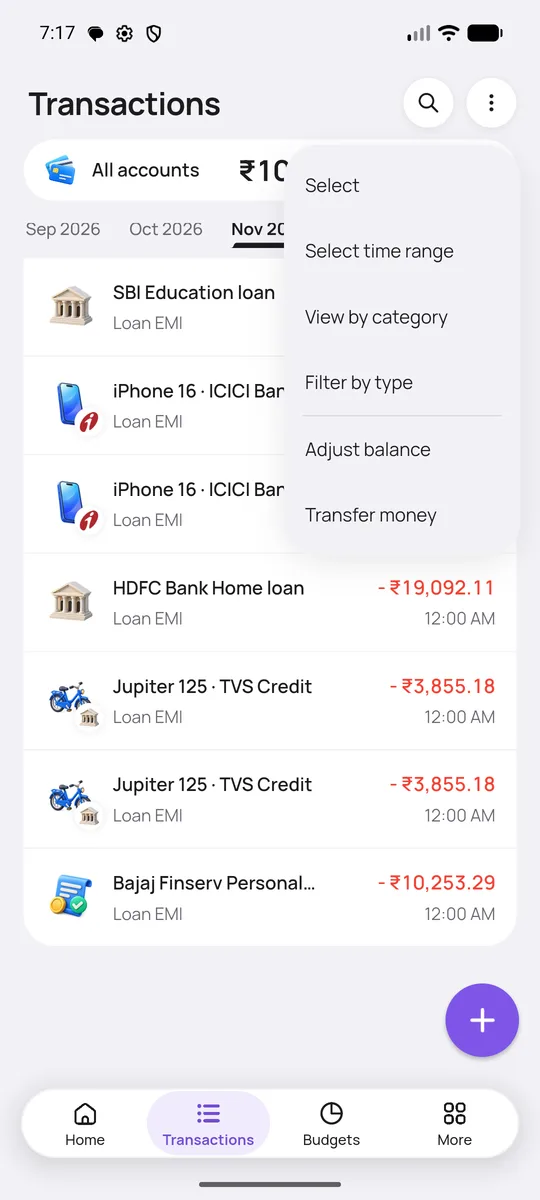 7:17
Transactions
All accounts ₹10
Select
Sep 2026 Oct 2026 Nov 20
Select time range
SBI Education loan
Loan EMI
View by category
iPhone 16 · ICICI Ban
Loan EMI
Filter by type
Adjust balance
iPhone 16 · ICICI Ban
Loan EMI
Transfer money
HDFC Bank Home loan - ₹19,092.11
Loan EMI 12:00 AM
Jupiter 125 · TVS Credit - ₹3,855.18
Loan EMI 12:00 AM
Jupiter 125 · TVS Credit - ₹3,855.18
Loan EMI 12:00 AM
Bajaj Finserv Personal... - ₹10,253.29
Loan EMI 12:00 AM
Home Transactions Budgets More